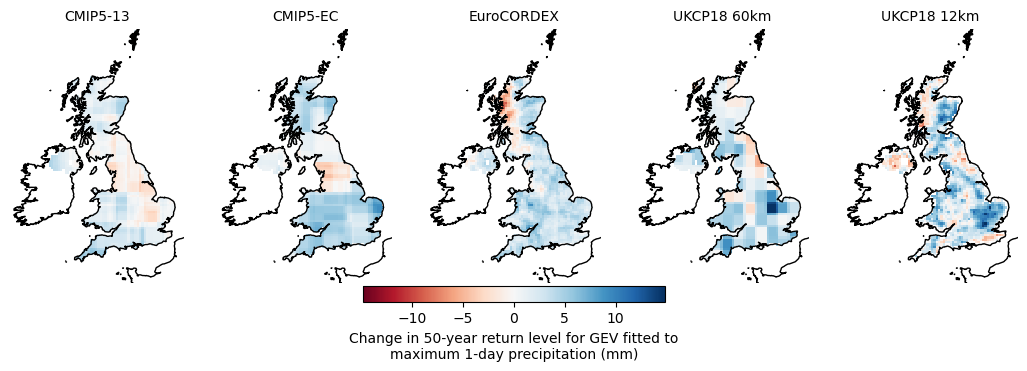 CMIP5-13 CMIP5-EC EuroCORDEX UKCP18 60km UKCP18 12km
−10 −5 0 5 10
Change in 50-year return level for GEV fitted to
maximum 1-day precipitation (mm)